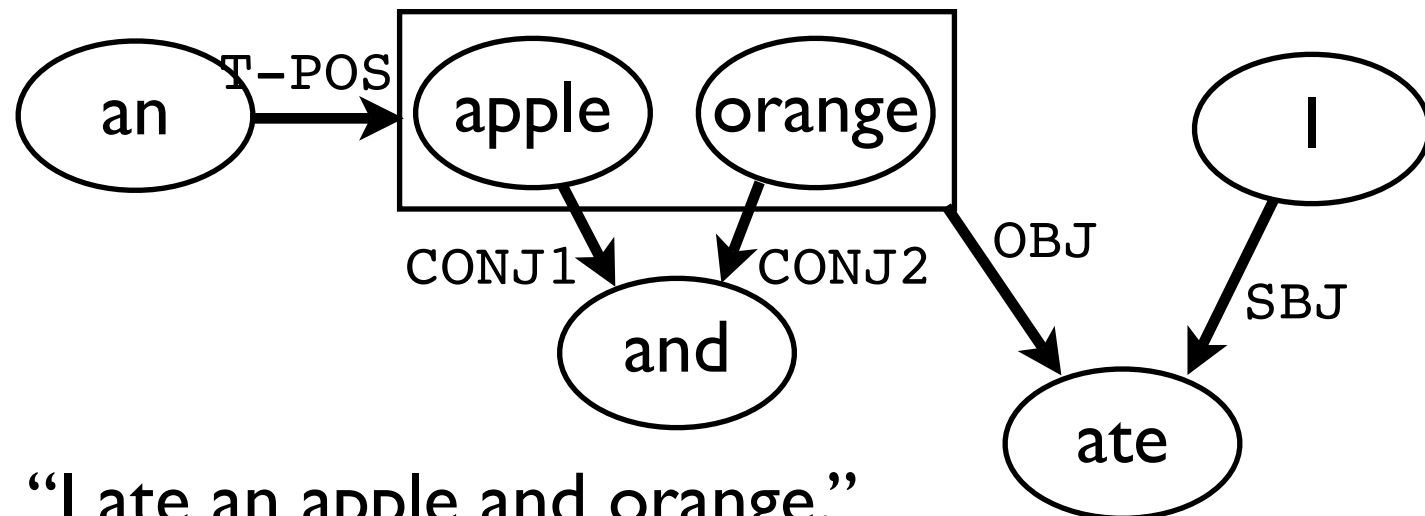 T-POS
an
apple
orange
I
CONJ1
CONJ2
OBJ
SBJ
and
ate
“I ate an apple and orange.”